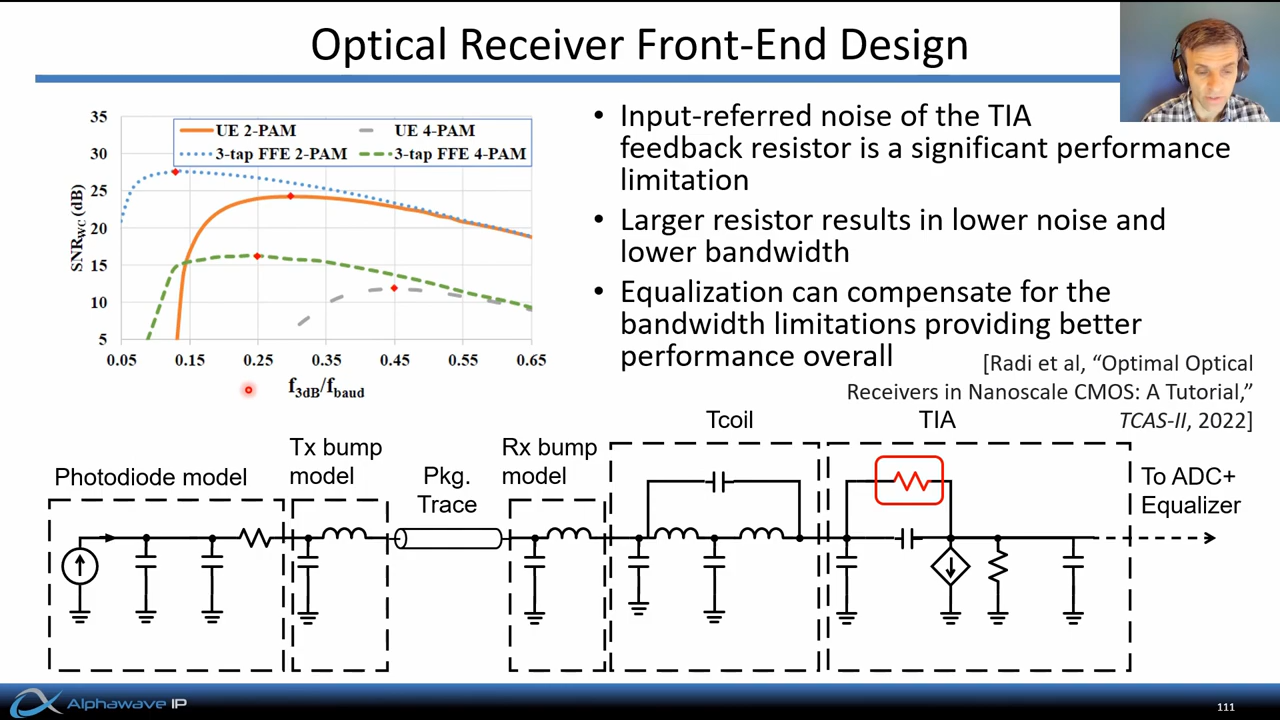 Optical Receiver Front-End Design
35
30
25
20
15
10
5
SNRWC (dB)
UE 2-PAM
UE 4-PAM
3-tap FFE 2-PAM
3-tap FFE 4-PAM
0.05 0.15 0.25 0.35 0.45 0.55 0.65
f3dB/fbaud
• Input-referred noise of the TIA
feedback resistor is a significant performance
limitation
• Larger resistor results in lower noise and
lower bandwidth
• Equalization can compensate for the
bandwidth limitations providing better
performance overall
[Radi et al, “Optimal Optical
Receivers in Nanoscale CMOS: A Tutorial,”
TCAS-II, 2022]
Photodiode model
Tx bump
model
Pkg.
Trace
Rx bump
model
Tcoil
TIA
To ADC+
Equalizer
Alphawave IP
111